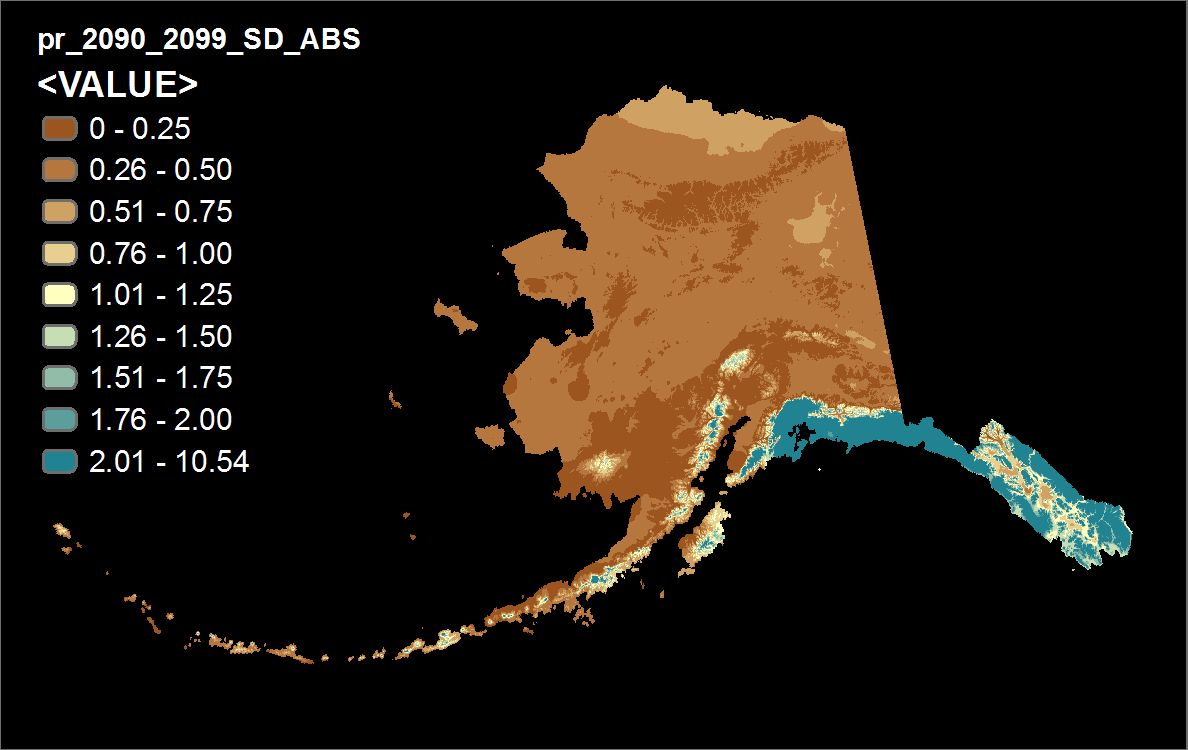 pr_2090_2099_SD_ABS
<VALUE>
0 - 0.25
0.26 - 0.50
0.51 - 0.75
0.76 - 1.00
1.01 - 1.25
1.26 - 1.50
1.51 - 1.75
1.76 - 2.00
2.01 - 10.54